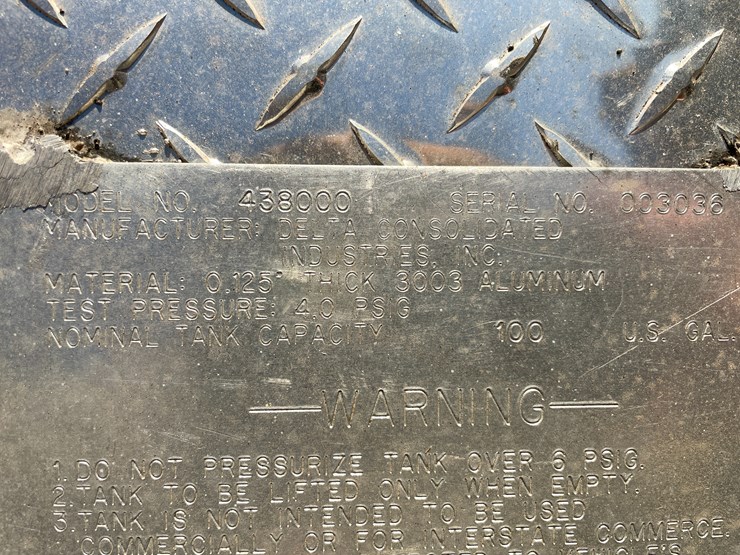 MODEL NO. 438000 SERIAL NO. 003036
MANUFACTURER: DELTA CONSOLIDATED
INDUSTRIES, INC.
MATERIAL: 0.125" THICK 3003 ALUMINUM
TEST PRESSURE: 4.0 PSIG
NOMINAL TANK CAPACITY 100 U.S. GAL.
WARNING
1. DO NOT PRESSURIZE TANK OVER 6 PSIG.
2. TANK TO BE LIFTED ONLY WHEN EMPTY.
3. TANK IS NOT INTENDED TO BE USED
COMMERCIALLY OR FOR INTERSTATE COMMERCE.